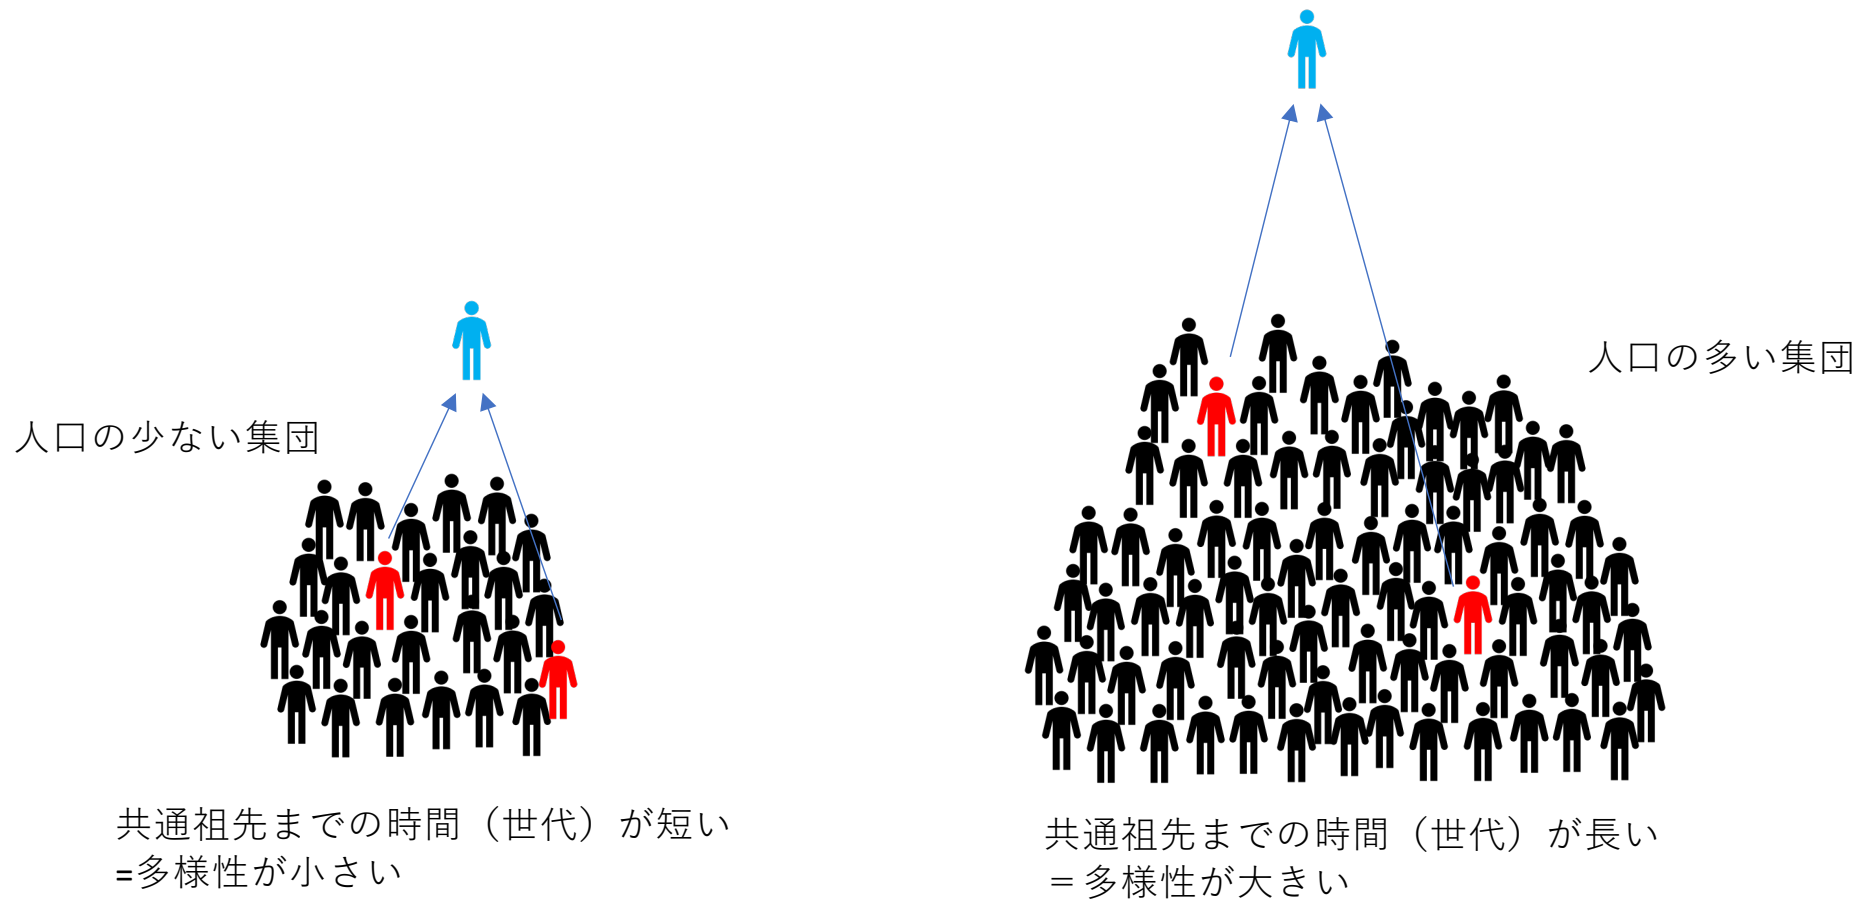 人口の少ない集団
共通祖先までの時間（世代）が短い
=多様性が小さい
人口の多い集団
共通祖先までの時間（世代）が長い
＝多様性が大きい